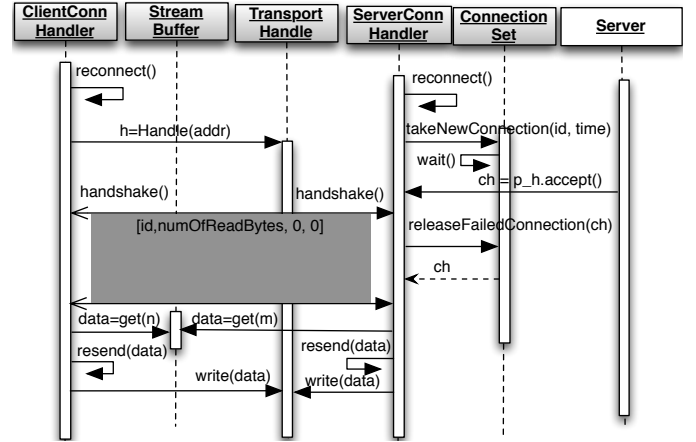 ClientConn Stream Transport ServerConn Connection Server
Handler Buffer Handle Handler Set
reconnect() reconnect()
h=Handle(addr) takeNewConnection(id, time)
wait()
handshake() handshake() ch = p_h.accept()
[id,numOfReadBytes, 0, 0] releaseFailedConnection(ch)
ch
data=get(n) data=get(m)
resend(data) resend(data)
write(data) write(data)